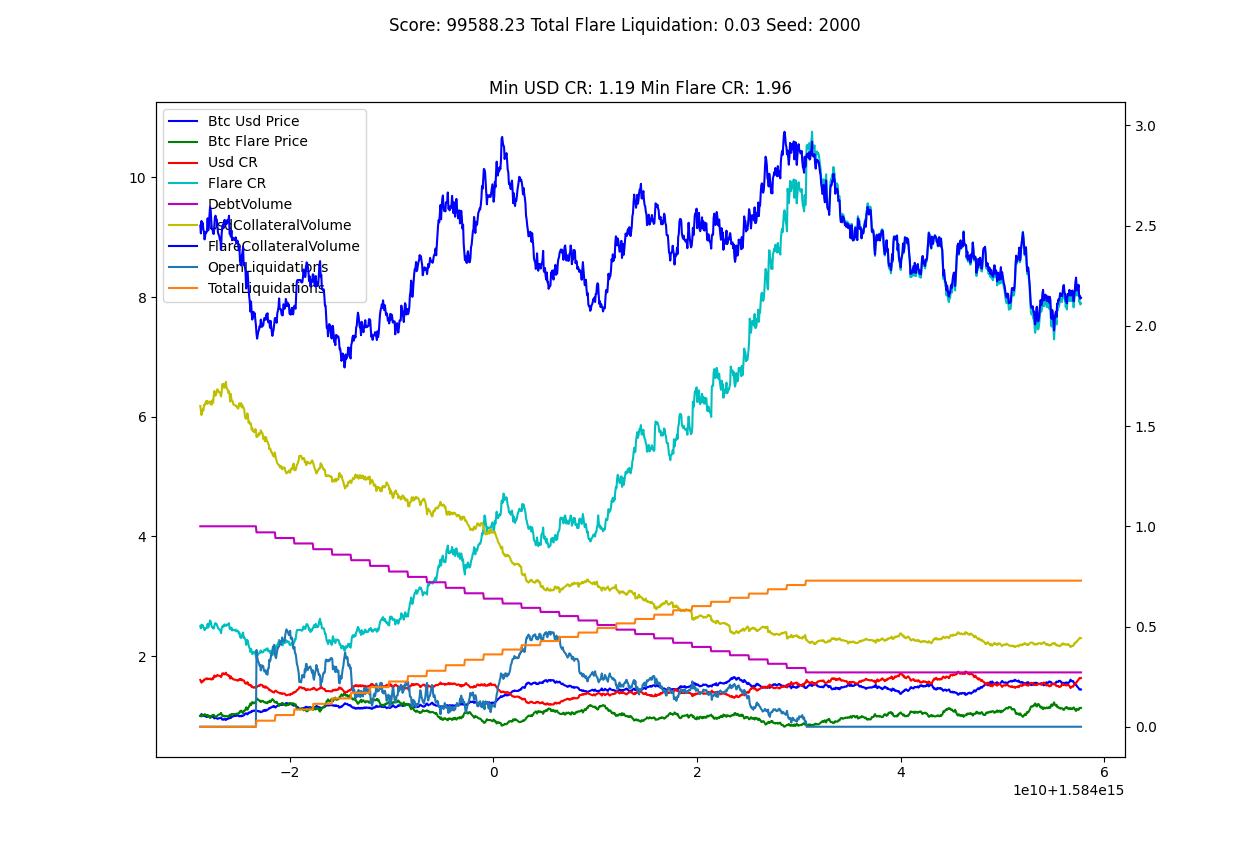 Score: 99588.23 Total Flare Liquidation: 0.03 Seed: 2000
Min USD CR: 1.19 Min Flare CR: 1.96
Btc Usd Price
Btc Flare Price
Usd CR
Flare CR
DebtVolume
UsdCollateralVolume
FlareCollateralVolume
OpenLiquidations
TotalLiquidations
10
8
6
4
2
3.0
2.5
2.0
1.5
1.0
0.5
0.0
−2
0
2
4
6
1e10+1.584e15